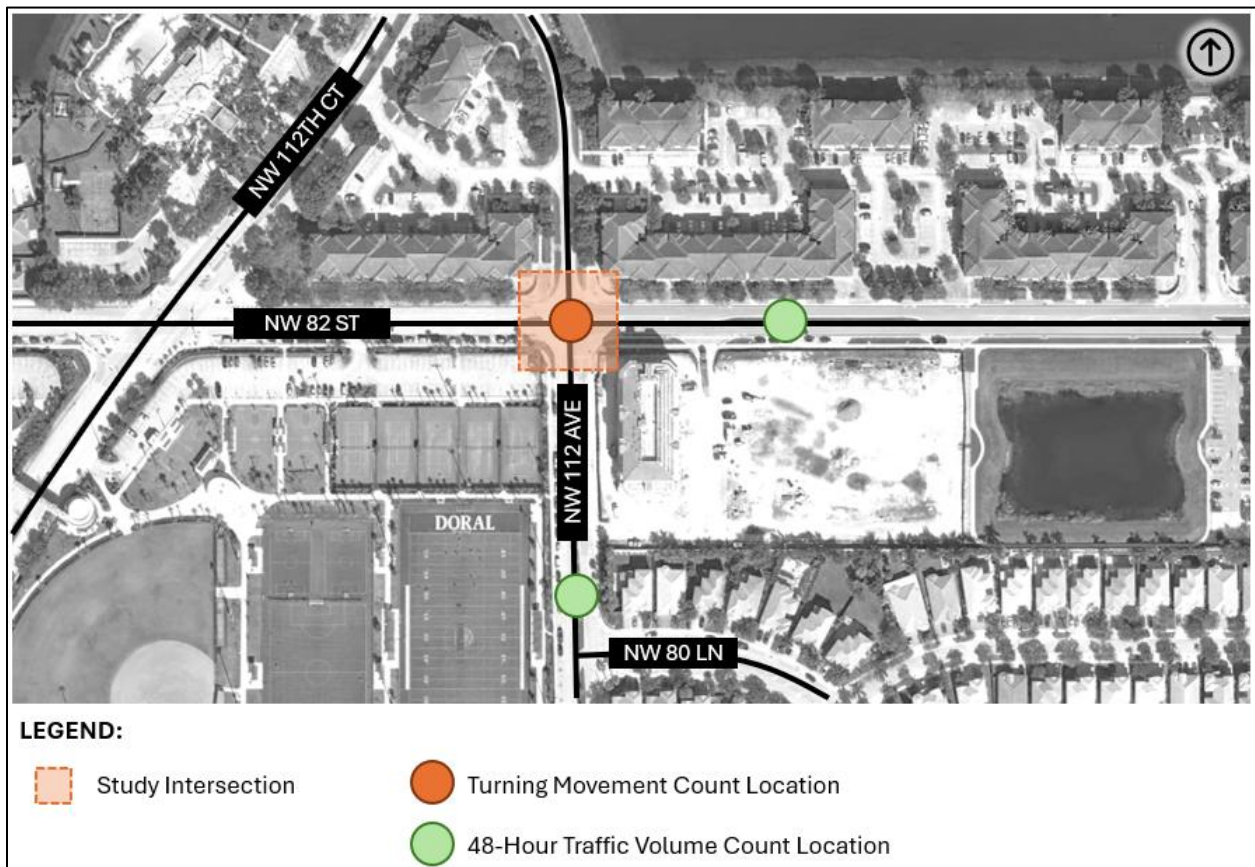 NW 112TH CT
NW 82 ST
NW 112 AVE
DORAL
NW 80 LN
LEGEND:
Study Intersection
Turning Movement Count Location
48-Hour Traffic Volume Count Location